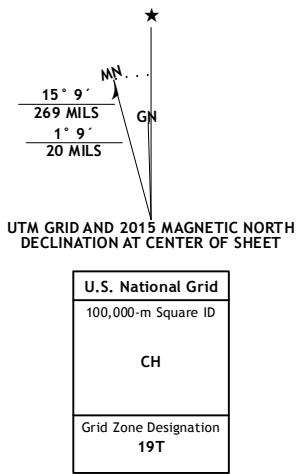 ★
MN
GN
15° 9´
269 MILS
1° 9´
20 MILS
UTM GRID AND 2015 MAGNETIC NORTH
DECLINATION AT CENTER OF SHEET
U.S. National Grid
100,000-m Square ID
CH
Grid Zone Designation
19T